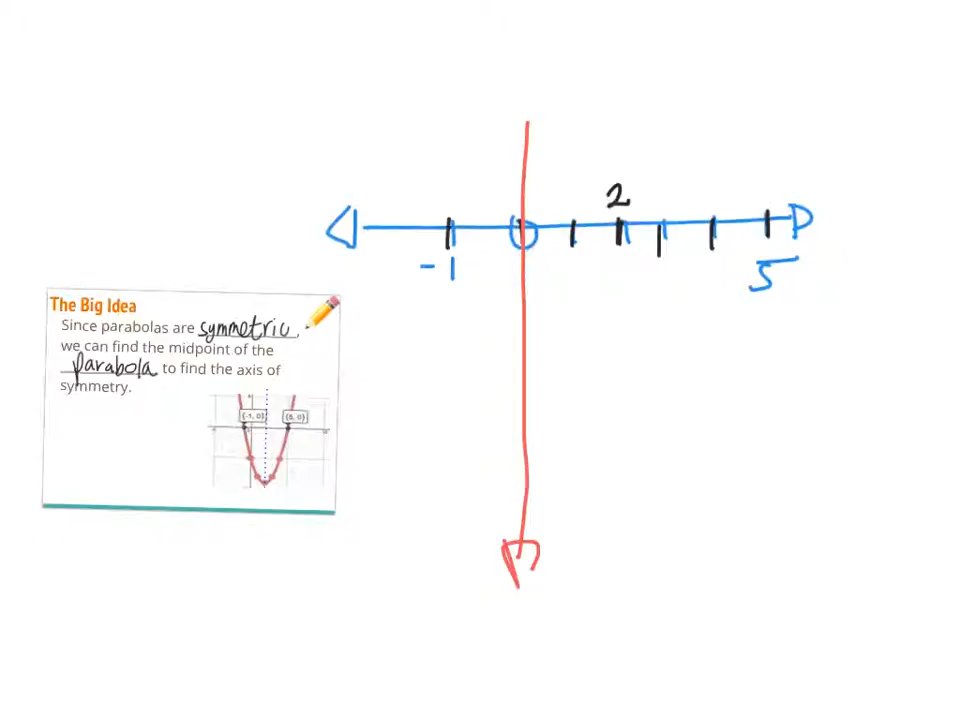 2
-1
5
The Big Idea
Since parabolas are symmetric,
we can find the midpoint of the
parabola to find the axis of
symmetry.
(-1, 0) (5, 0)